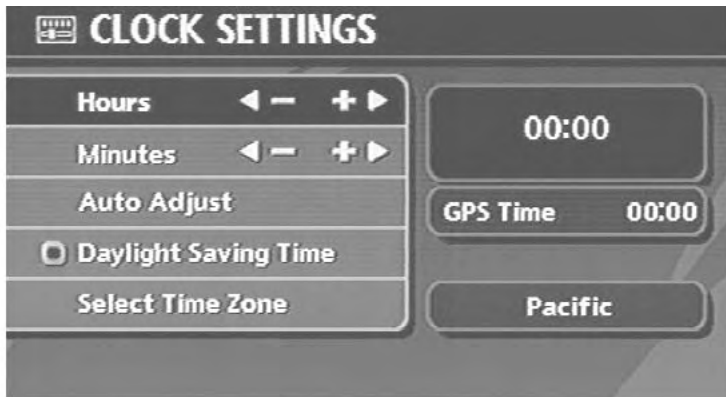 CLOCK SETTINGS
Hours - +
Minutes - +
Auto Adjust
Daylight Saving Time
Select Time Zone
00:00
GPS Time 00:00
Pacific